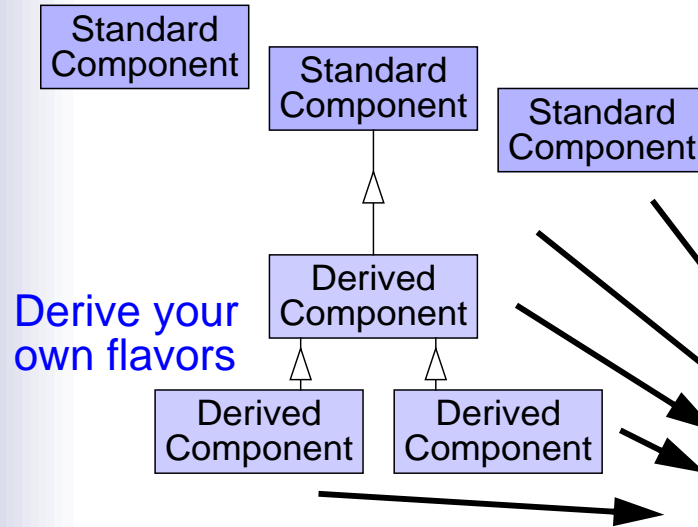 Standard
Component
Standard
Component
Standard
Component
Derived
Component
Derive your
own flavors
Derived
Component
Derived
Component